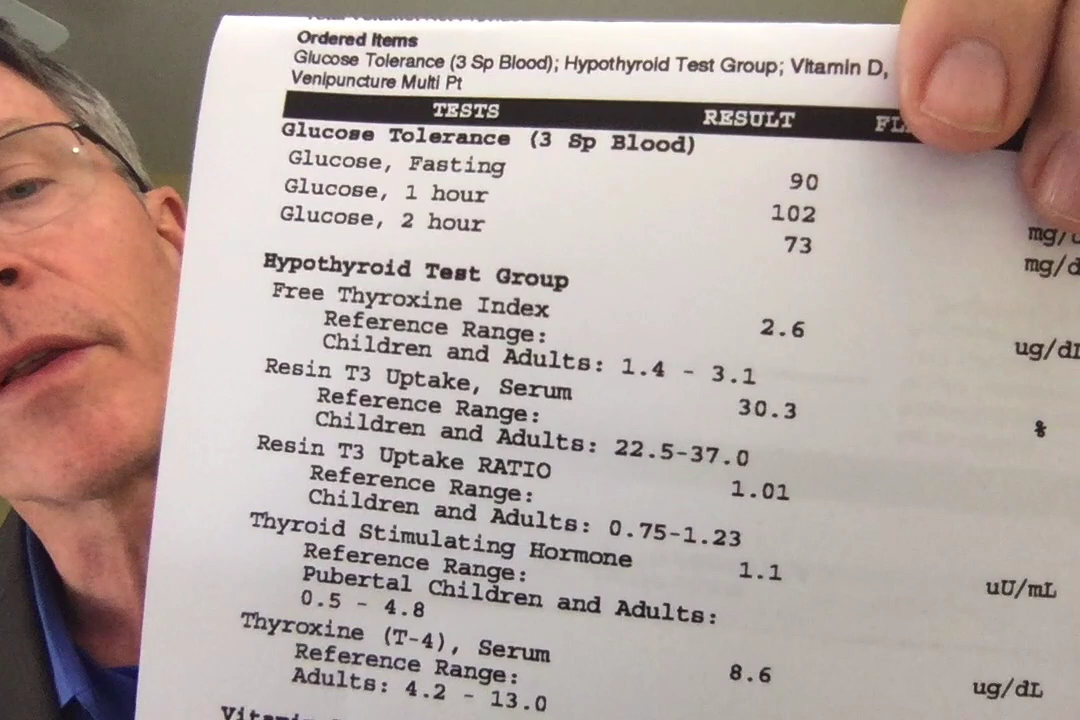 Ordered Items
Glucose Tolerance (3 Sp Blood); Hypothyroid Test Group; Vitamin D,
Venipuncture Multi Pt
TESTS RESULT
Glucose Tolerance (3 Sp Blood)
Glucose, Fasting 90
Glucose, 1 hour 102
Glucose, 2 hour 73
Hypothyroid Test Group
Free Thyroxine Index 2.6
Reference Range:
Children and Adults: 1.4 - 3.1
Resin T3 Uptake, Serum 30.3 %
Reference Range:
Children and Adults: 22.5-37.0
Resin T3 Uptake RATIO 1.01
Reference Range:
Children and Adults: 0.75-1.23
Thyroid Stimulating Hormone 1.1 uU/mL
Reference Range:
Pubertal Children and Adults:
0.5 - 4.8
Thyroxine (T-4), Serum 8.6 ug/dL
Reference Range:
Adults: 4.2 - 13.0